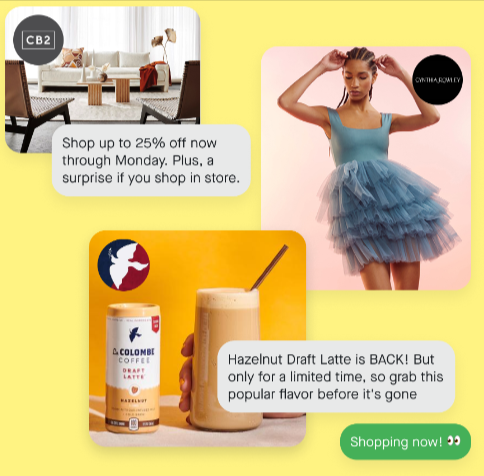 CB2
CYNTHIA ROWLEY
Shop up to 25% off now
through Monday. Plus, a
surprise if you shop in store.
La COLOMBE
COFFEE
DRAFT
LATTE
HAZELNUT
Hazelnut Draft Latte is BACK! But
only for a limited time, so grab this
popular flavor before it's gone
Shopping now! 👀